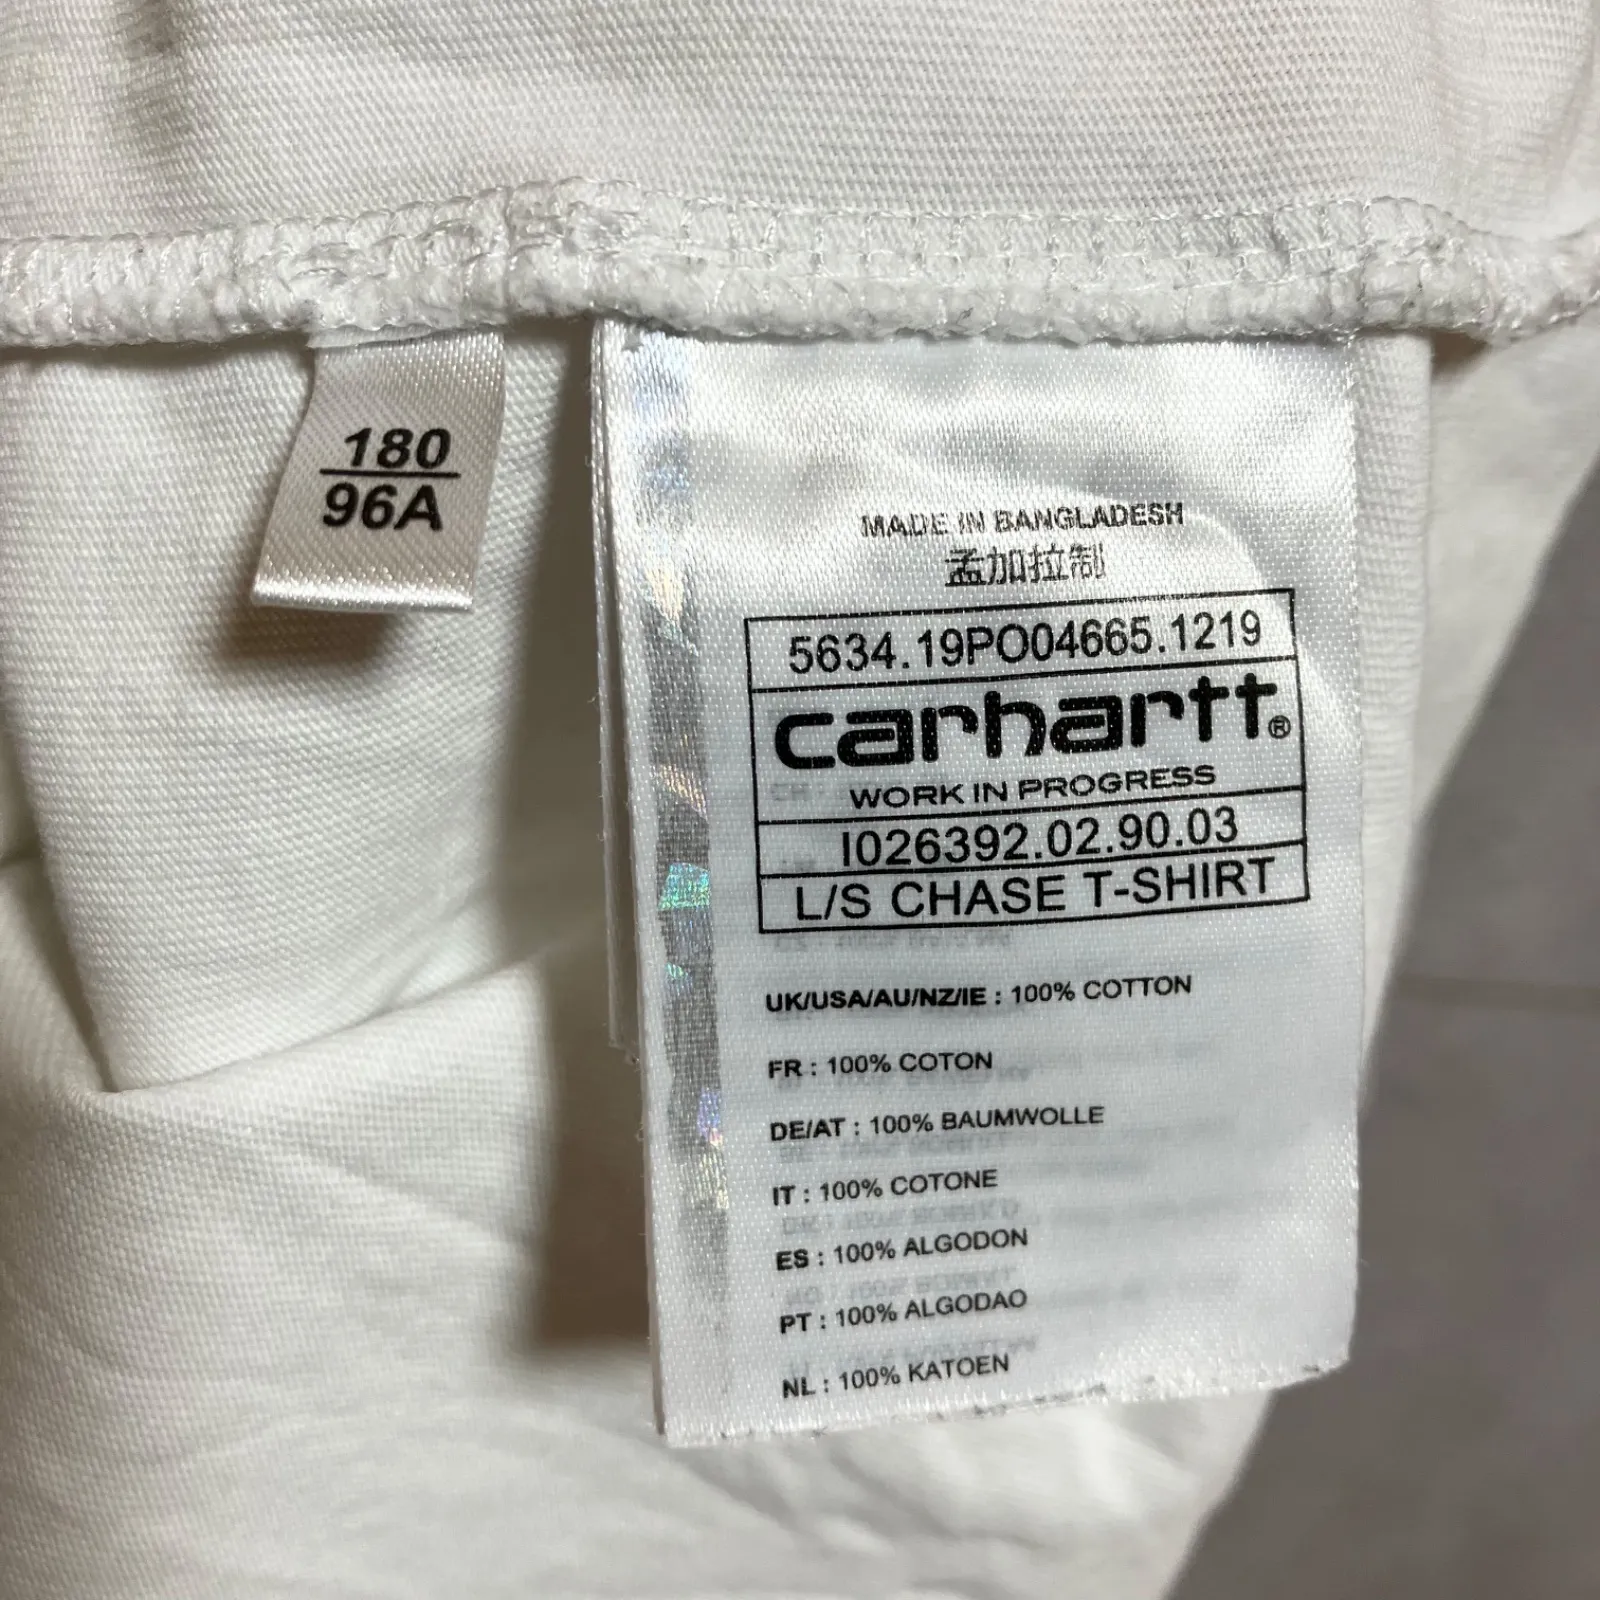 180
96A
MADE IN BANGLADESH
孟加拉制
5634.19PO04665.1219
carhartt®
WORK IN PROGRESS
I026392.02.90.03
L/S CHASE T-SHIRT
UK/USA/AU/NZ/IE : 100% COTTON
FR : 100% COTON
DE/AT : 100% BAUMWOLLE
IT : 100% COTONE
ES : 100% ALGODON
PT : 100% ALGODAO
NL : 100% KATOEN